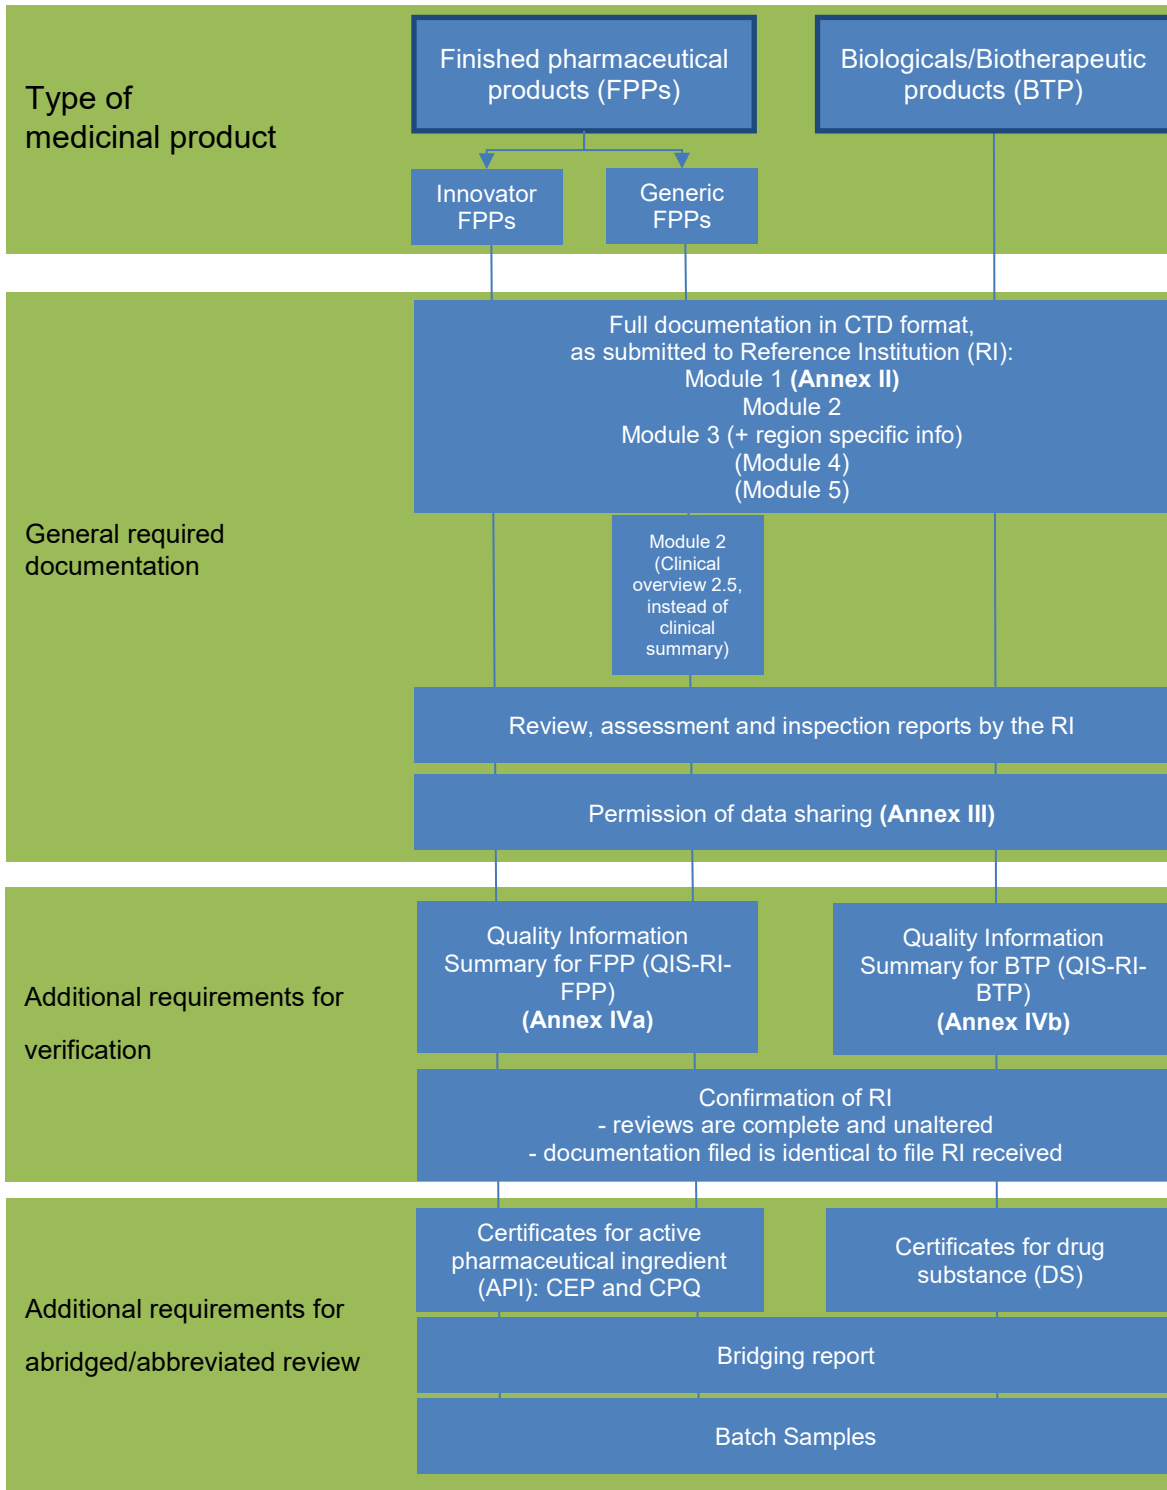 Type of
medicinal product
Finished pharmaceutical
products (FPPs)
Biologicals/Biotherapeutic
products (BTP)
Innovator
FPPs
Generic
FPPs
General required
documentation
Full documentation in CTD format,
as submitted to Reference Institution (RI):
Module 1 (Annex II)
Module 2
Module 3 (+ region specific info)
(Module 4)
(Module 5)
Module 2
(Clinical
overview 2.5,
instead of
clinical
summary)
Review, assessment and inspection reports by the RI
Permission of data sharing (Annex III)
Additional requirements for
verification
Quality Information
Summary for FPP (QIS-RI-
FPP)
(Annex IVa)
Quality Information
Summary for BTP (QIS-RI-
BTP)
(Annex IVb)
Confirmation of RI
- reviews are complete and unaltered
- documentation filed is identical to file RI received
Additional requirements for
abridged/abbreviated review
Certificates for active
pharmaceutical ingredient
(API): CEP and CPQ
Certificates for drug
substance (DS)
Bridging report
Batch Samples